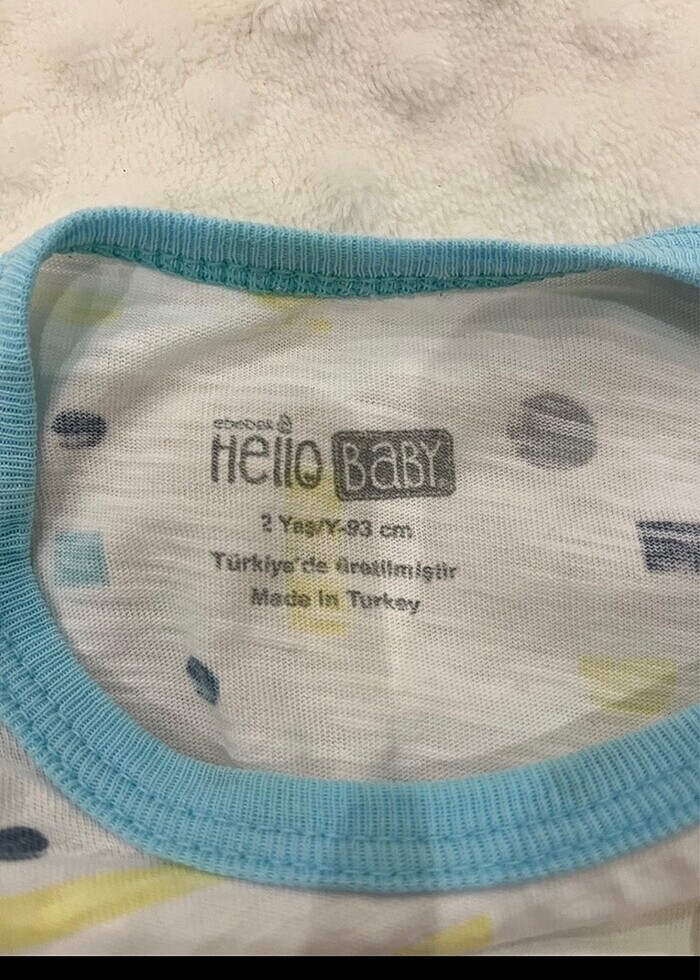 ebebek
Hello BaBY
2 Yaş/Y-93 cm
Türkiye'de üretilmiştir
Made in Turkey